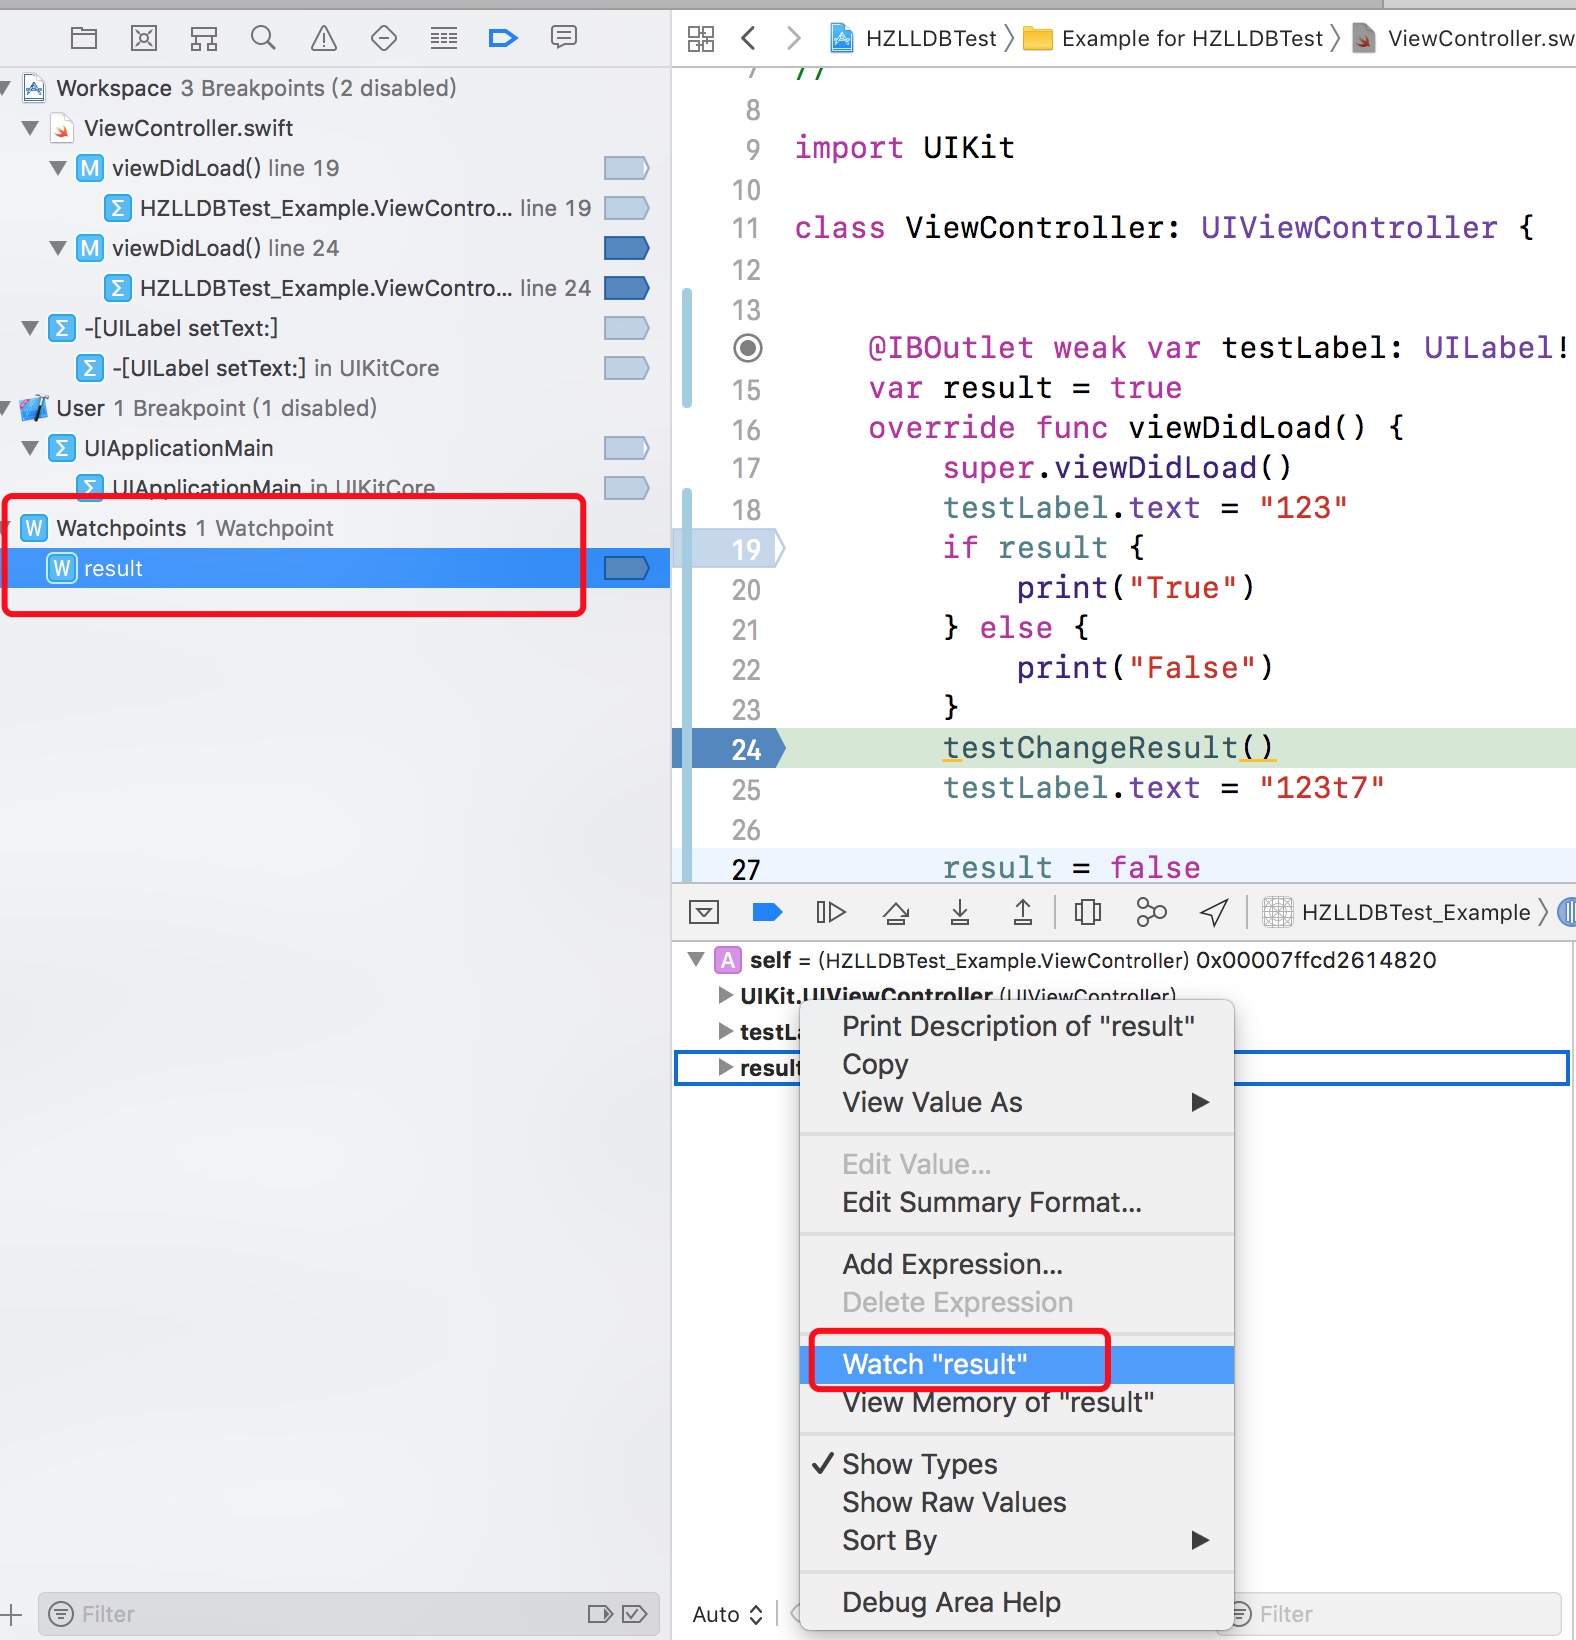 Workspace 3 Breakpoints (2 disabled)
ViewController.swift
M viewDidLoad() line 19
Σ HZLLDBTest_Example.ViewContro... line 19
M viewDidLoad() line 24
Σ HZLLDBTest_Example.ViewContro... line 24
Σ -[UILabel setText:]
Σ -[UILabel setText:] in UIKitCore
User 1 Breakpoint (1 disabled)
Σ UIApplicationMain
Σ UIApplicationMain in UIKitCore
W Watchpoints 1 Watchpoint
W result
Filter
HZLLDBTest Example for HZLLDBTest ViewController.sw
7 //
8
9 import UIKit
10
11 class ViewController: UIViewController {
12
13
@IBOutlet weak var testLabel: UILabel!
15 var result = true
16 override func viewDidLoad() {
17 super.viewDidLoad()
18 testLabel.text = "123"
19 if result {
20 print("True")
21 } else {
22 print("False")
23 }
24 testChangeResult()
25 testLabel.text = "123t7"
26
27 result = false
HZLLDBTest_Example
A self = (HZLLDBTest_Example.ViewController) 0x00007ffcd2614820
UIKit.UIViewController (UIViewController)
testLa
result
Print Description of "result"
Copy
View Value As
Edit Value...
Edit Summary Format...
Add Expression...
Delete Expression
Watch "result"
View Memory of "result"
✓ Show Types
Show Raw Values
Sort By
Debug Area Help
Auto
Filter